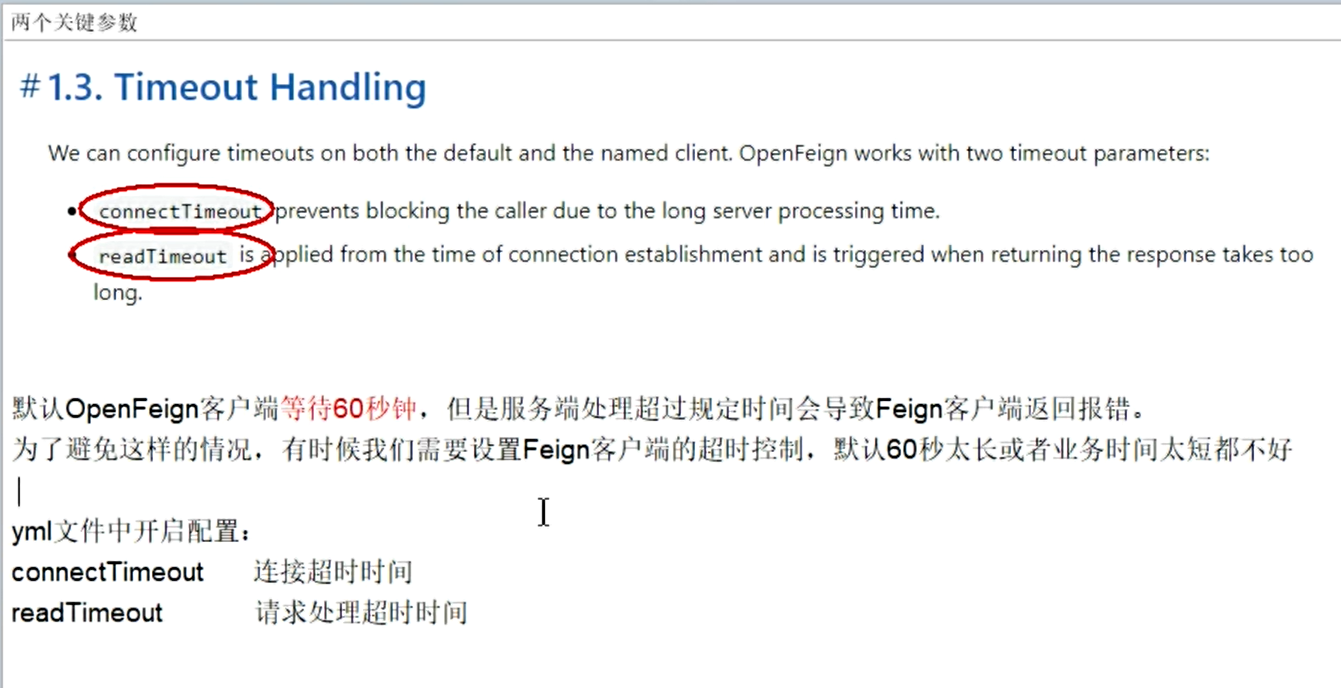 两个关键参数
# 1.3. Timeout Handling
We can configure timeouts on both the default and the named client. OpenFeign works with two timeout parameters:
• connectTimeout prevents blocking the caller due to the long server processing time.
• readTimeout is applied from the time of connection establishment and is triggered when returning the response takes too
long.
默认OpenFeign客户端等待60秒钟，但是服务端处理超过规定时间会导致Feign客户端返回报错。
为了避免这样的情况，有时候我们需要设置Feign客户端的超时控制，默认60秒太长或者业务时间太短都不好
yml文件中开启配置：
connectTimeout 连接超时时间
readTimeout 请求处理超时时间